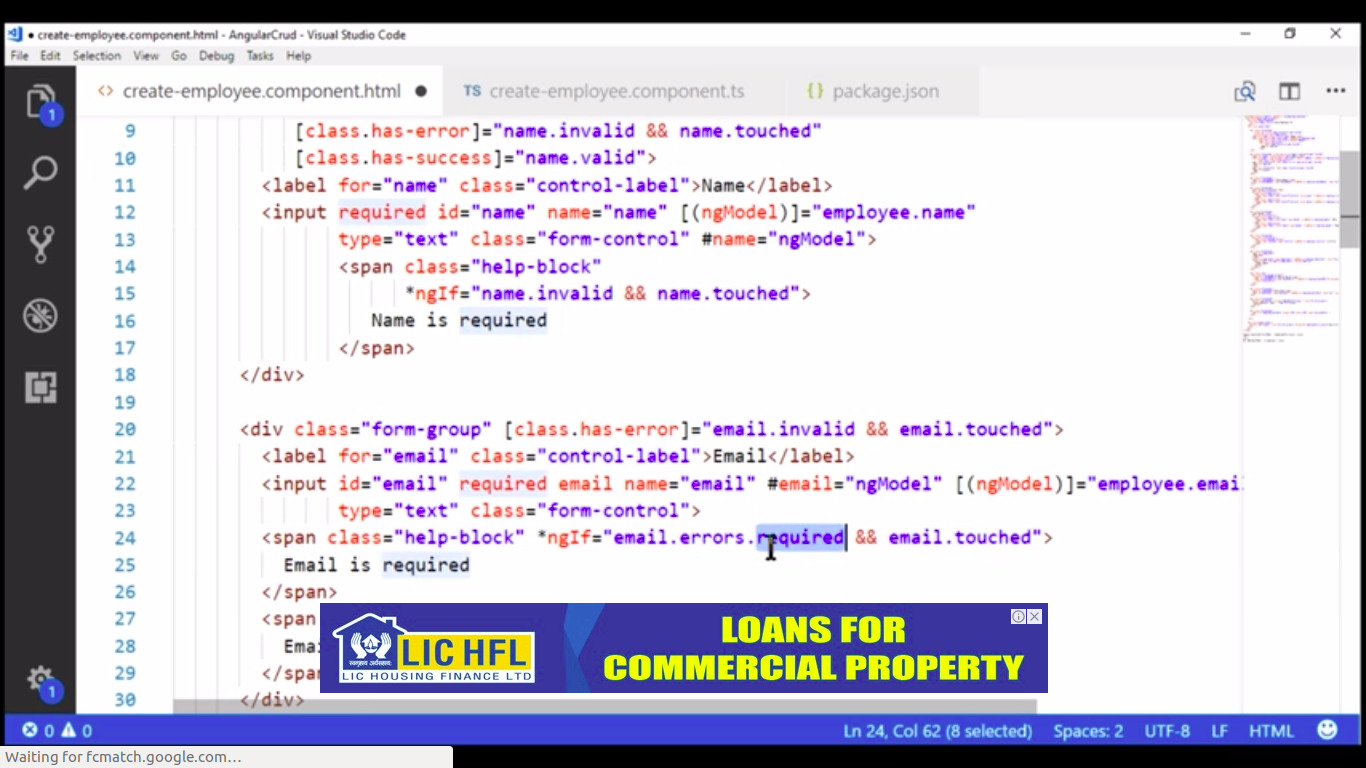 create-employee.component.html - AngularCrud - Visual Studio Code
File Edit Selection View Go Debug Tasks Help
<> create-employee.component.html ● TS create-employee.component.ts {} package.json
1
9 [class.has-error]="name.invalid && name.touched"
10 [class.has-success]="name.valid">
11 <label for="name" class="control-label">Name</label>
12 <input required id="name" name="name" [(ngModel)]="employee.name"
13 type="text" class="form-control" #name="ngModel">
14 <span class="help-block"
15 *ngIf="name.invalid && name.touched">
16 Name is required
17 </span>
18 </div>
19
20 <div class="form-group" [class.has-error]="email.invalid && email.touched">
21 <label for="email" class="control-label">Email</label>
22 <input id="email" required email name="email" #email="ngModel" [(ngModel)]="employee.emai
23 type="text" class="form-control">
24 <span class="help-block" *ngIf="email.errors.required && email.touched">
25 Email is required
26 </span>
27 <span
28 Ema
29 </spa
30 </div>
LIC HFL
LIC HOUSING FINANCE LTD
LOANS FOR
COMMERCIAL PROPERTY
1
0 0 Ln 24, Col 62 (8 selected) Spaces: 2 UTF-8 LF HTML
Waiting for fcmatch.google.com…